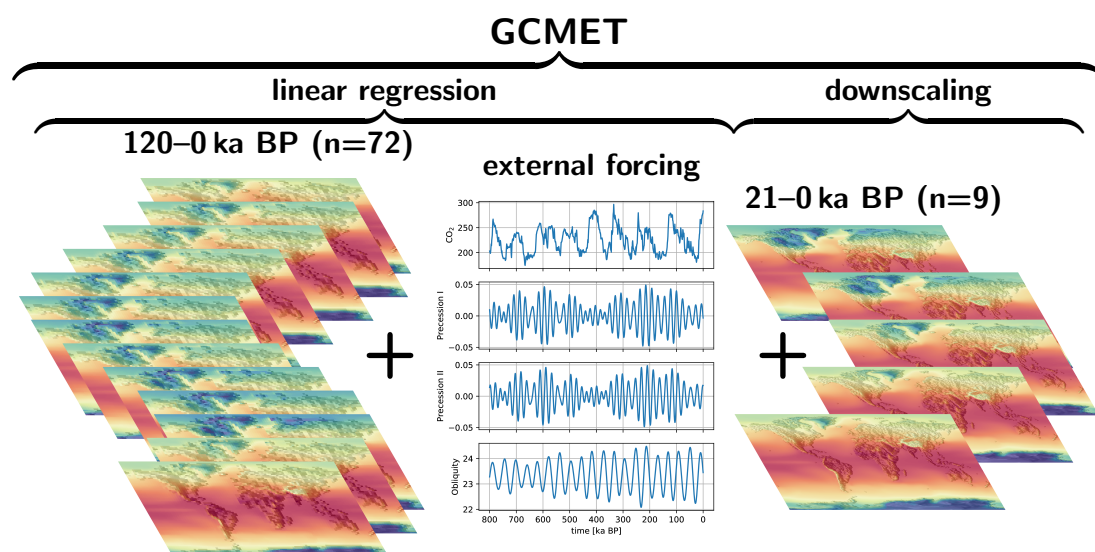 GCMET
linear regression
downscaling
120–0 ka BP (n=72)
external forcing
21–0 ka BP (n=9)
300
250
200
CO₂
0.05
0.00
−0.05
Precession I
0.05
0.00
−0.05
Precession II
24
23
22
Obliquity
800 700 600 500 400 300 200 100 0
time [ka BP]
+
+